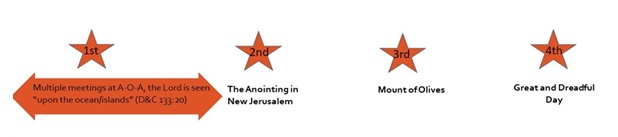 1st
2nd
3rd
4th
Multiple meetings at A-O-A, the Lord is seen
"upon the ocean/islands" (D&C 133:20)
The Anointing in
New Jerusalem
Mount of Olives
Great and Dreadful
Day